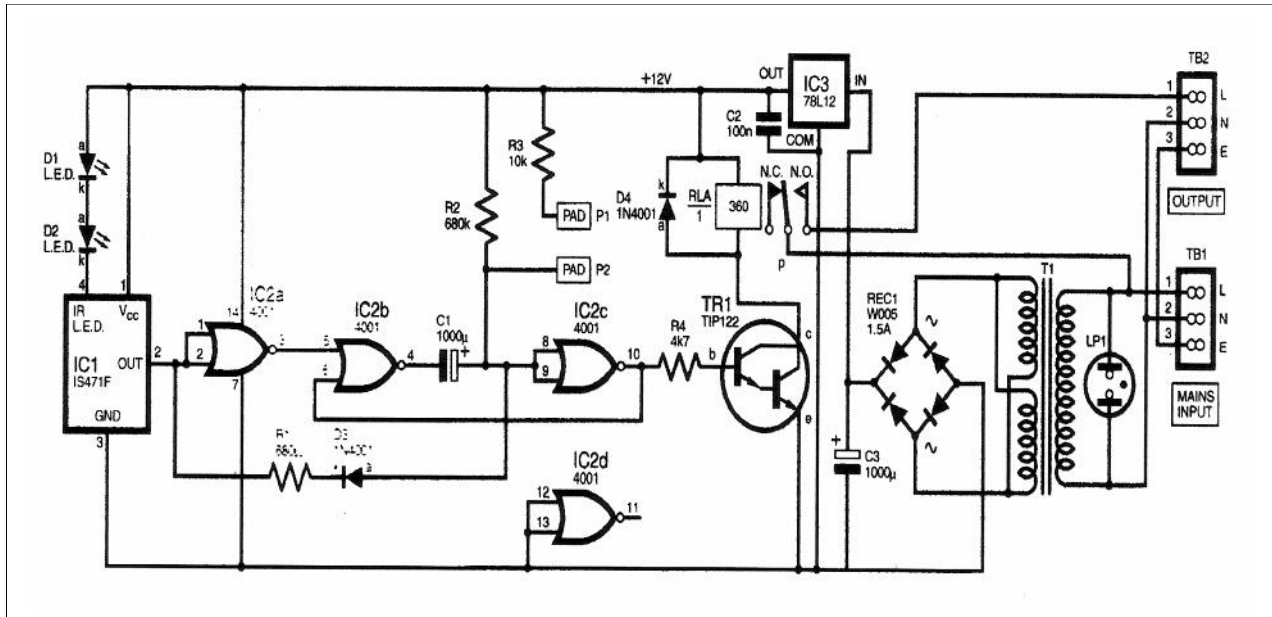 TB2
OUT
IC3
78L12
IN
+12V
1
L
2
N
3
E
OUTPUT
C2
100n
COM
D1
L.E.D.
a
k
D2
L.E.D.
a
k
R3
10k
PAD
P1
R2
680k
PAD
P2
D4
1N4001
k
a
RLA
1
360
N.C.
N.O.
p
TB1
1
L
2
N
3
E
MAINS
INPUT
T1
LP1
REC1
W005
1.5A
~
~
4
1
IR
L.E.D.
Vcc
IC1
IS471F
OUT
2
GND
3
14
IC2a
4001
1
2
3
7
IC2b
4001
5
6
4
C1
1000µ
+
IC2c
4001
8
9
10
R4
4k7
TR1
TIP122
b
c
e
R1
1N4001
a
IC2d
4001
12
13
11
+
C3
1000µ